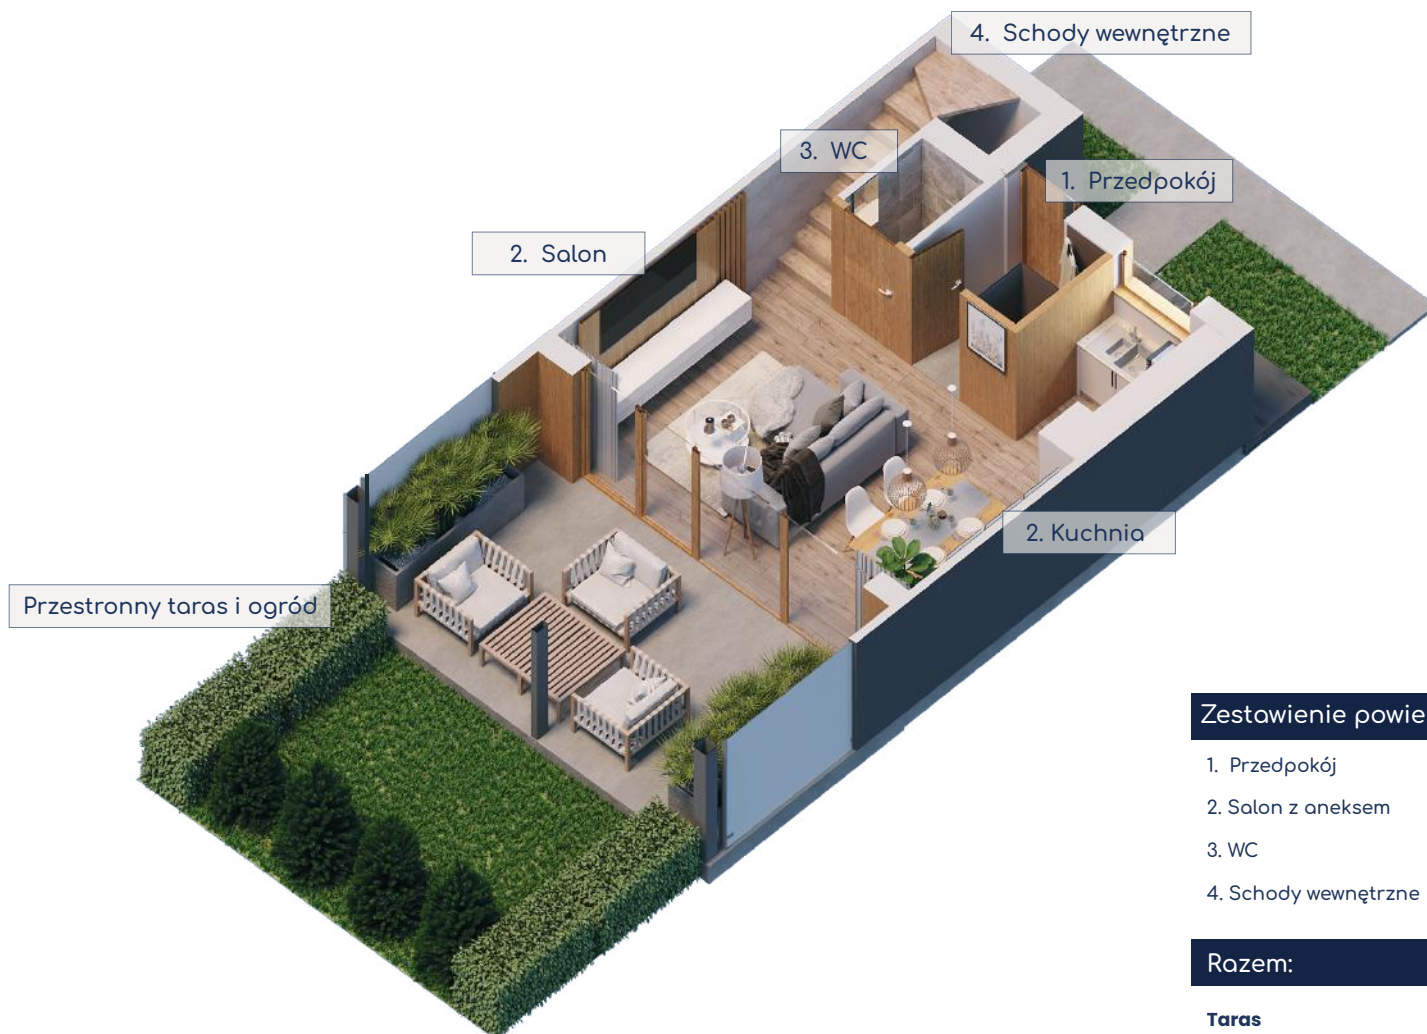 4. Schody wewnętrzne
3. WC
1. Przedpokój
2. Salon
2. Kuchnia
Przestronny taras i ogród
Zestawienie powie
1. Przedpokój
2. Salon z aneksem
3. WC
4. Schody wewnętrzne
Razem:
Taras